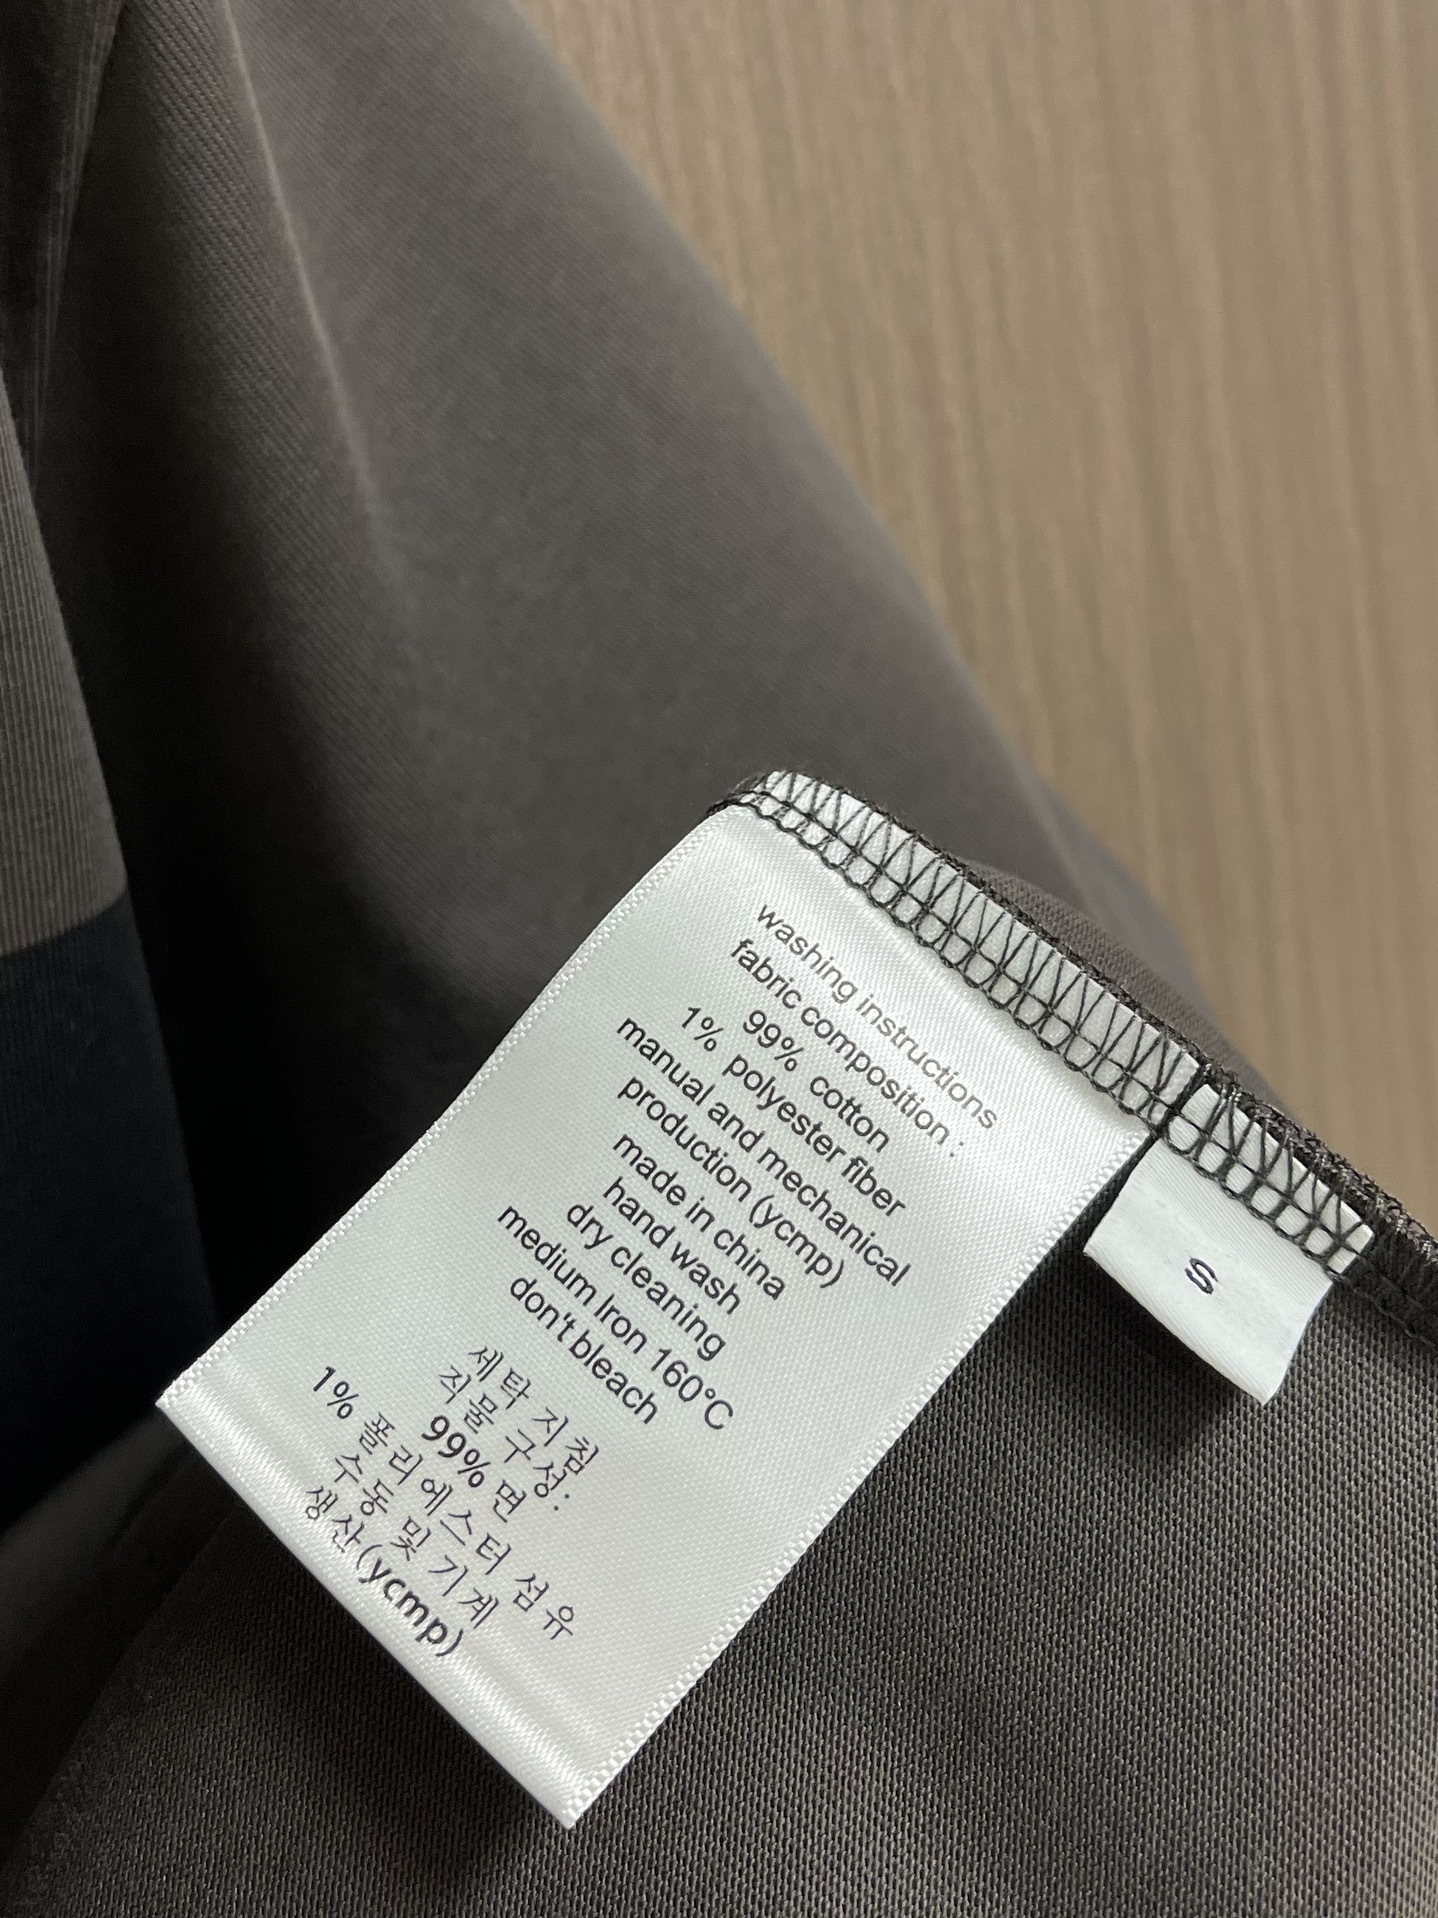 washing instructions
fabric composition :
99% cotton
1% polyester fiber
manual and mechanical
production (ycmp)
made in china
hand wash
dry cleaning
medium Iron 160°C
don't bleach
세탁 지침
직물 구성:
99% 면
1% 폴리에스터 섬유
수동 및 기계
생산(ycmp)
S